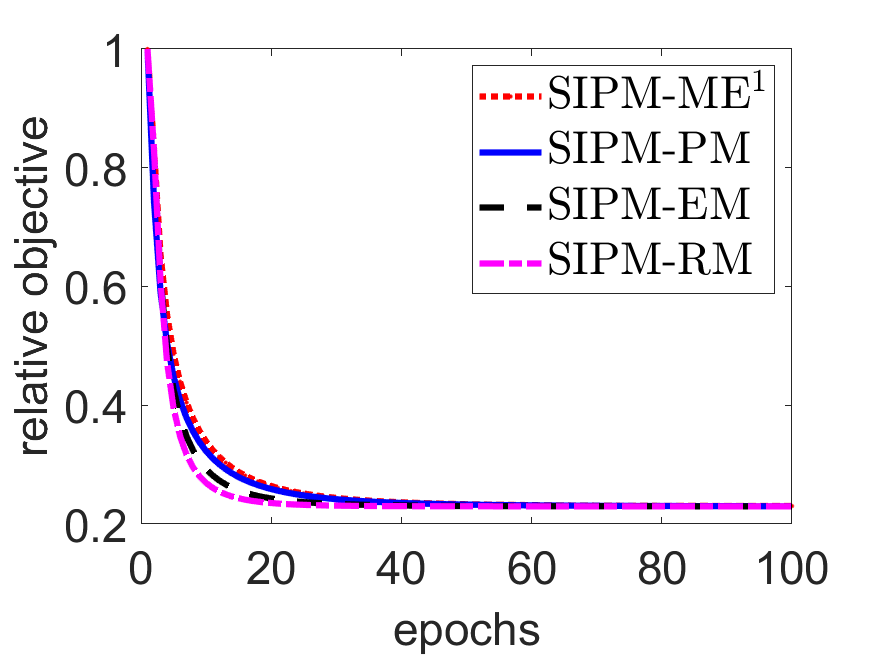 relative objective
1
0.8
0.6
0.4
0.2
0 20 40 60 80 100
epochs
SIPM-ME¹
SIPM-PM
SIPM-EM
SIPM-RM